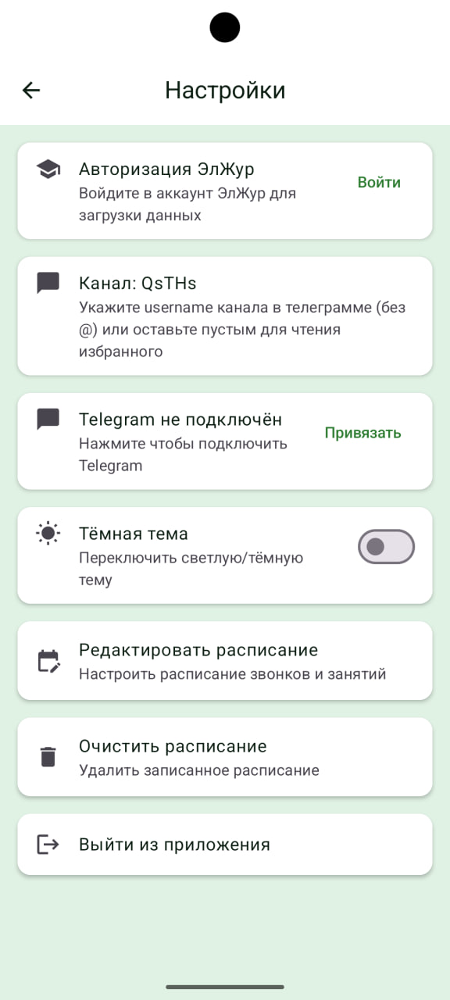 Настройки
Авторизация ЭлЖур
Войдите в аккаунт ЭлЖур для
загрузки данных
Войти
Канал: QsTHs
Укажите username канала в телеграмме (без
@) или оставьте пустым для чтения
избранного
Telegram не подключён
Нажмите чтобы подключить
Telegram
Привязать
Тёмная тема
Переключить светлую/тёмную
тему
Редактировать расписание
Настроить расписание звонков и занятий
Очистить расписание
Удалить записанное расписание
Выйти из приложения